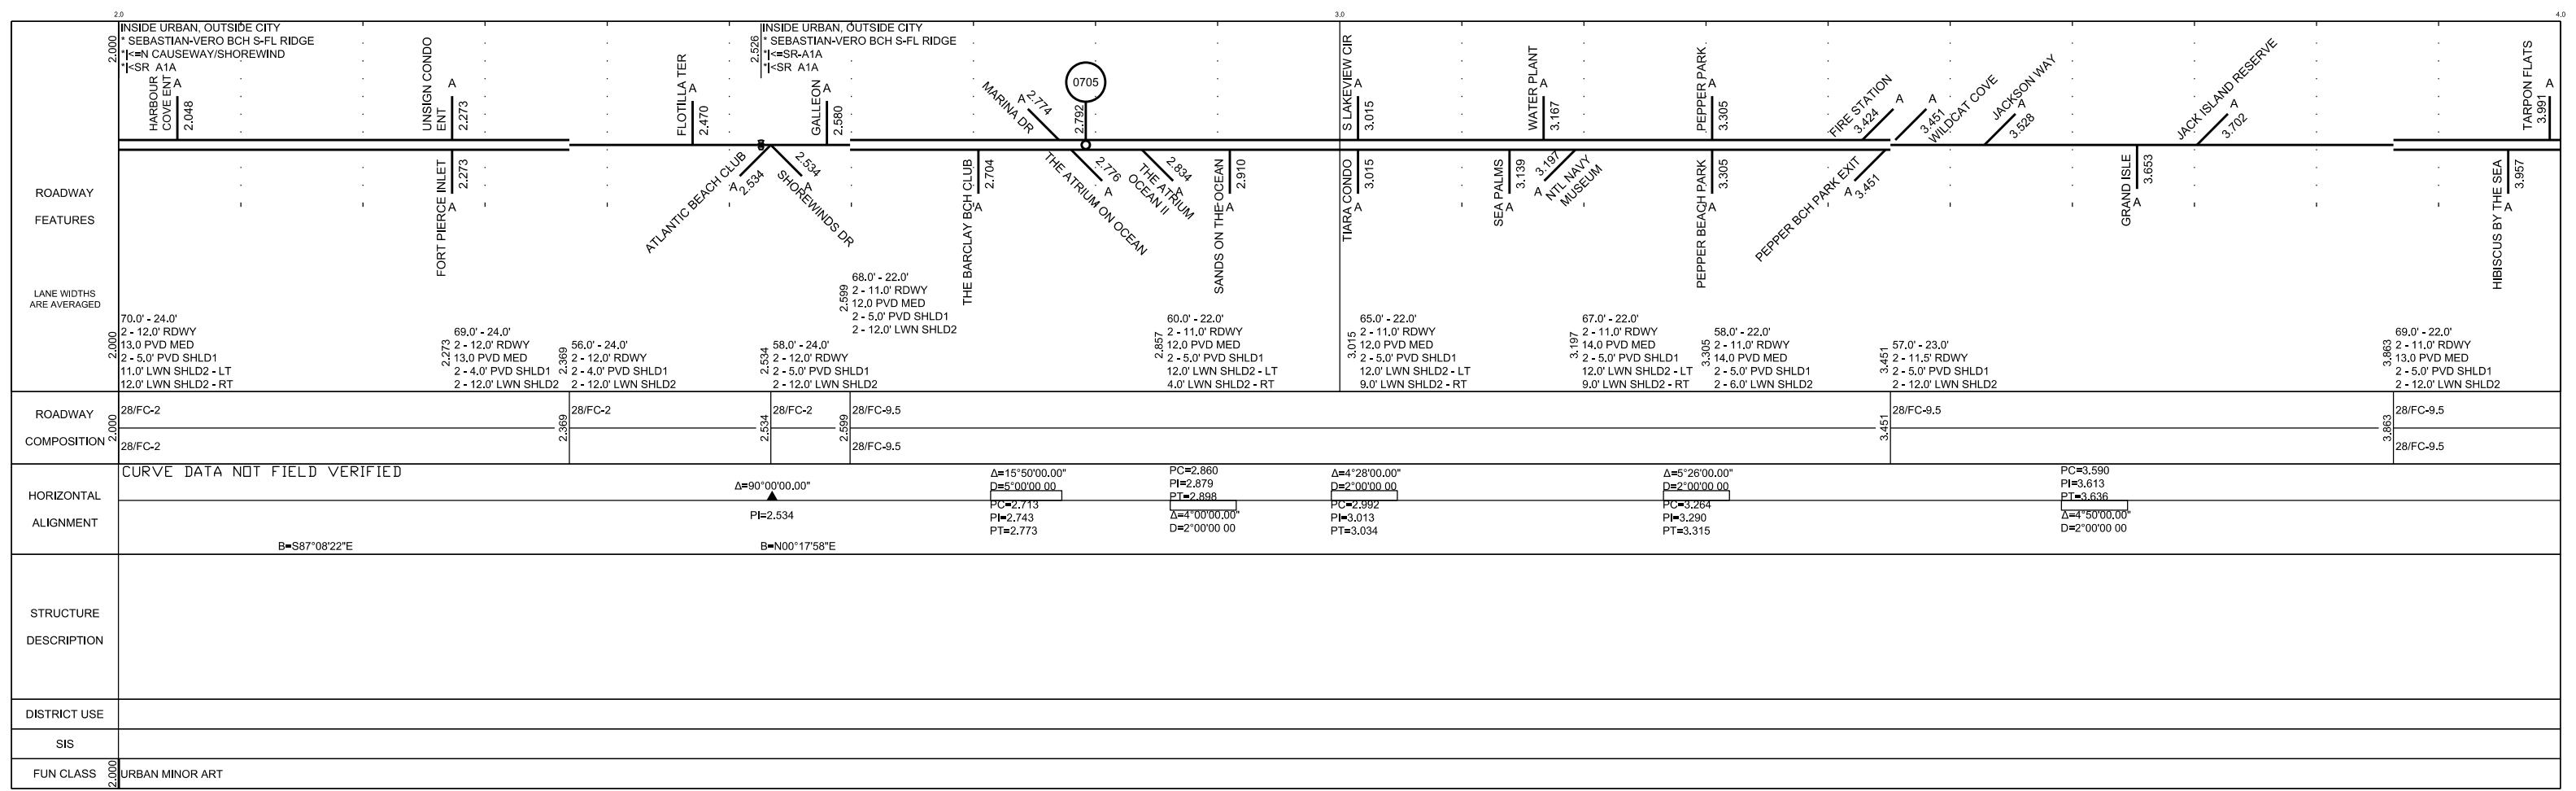 2.0
3.0
4.0
2.000
INSIDE URBAN, OUTSIDE CITY
* SEBASTIAN-VERO BCH S-FL RIDGE
*|<=N CAUSEWAY/SHOREWIND
*|<SR A1A
2.526
INSIDE URBAN, OUTSIDE CITY
* SEBASTIAN-VERO BCH S-FL RIDGE
*|<=SR-A1A
*|<SR A1A
HARBOUR
COVE ENT
A
2.048
UNSIGN CONDO
ENT
A
2.273
FLOTILLA TER
A
2.470
GALLEON
A
2.580
MARINA DR
A
2.774
0705
2.792
S LAKEVIEW CIR
A
3.015
WATER PLANT
A
3.167
PEPPER PARK
A
3.305
FIRE STATION
A
3.424
A
3.451
WILDCAT COVE
JACKSON WAY
A
3.528
JACK ISLAND RESERVE
A
3.702
TARPON FLATS
A
3.991
ROADWAY
FEATURES
FORT PIERCE INLET
2.273
A
ATLANTIC BEACH CLUB
A
2.534
2.534
A
SHOREWINDS DR
THE BARCLAY BCH CLUB
2.704
A
THE ATRIUM ON OCEAN
2.776
A
2.834
A
THE ATRIUM
OCEAN II
SANDS ON THE OCEAN
2.910
A
TIARA CONDO
3.015
A
SEA PALMS
3.139
A
3.197
A
NTL NAVY
MUSEUM
PEPPER BEACH PARK
3.305
A
PEPPER BCH PARK EXIT
A
3.451
GRAND ISLE
3.653
A
HIBISCUS BY THE SEA
3.957
A
LANE WIDTHS
ARE AVERAGED
2.000
70.0' - 24.0'
2 - 12.0' RDWY
13.0 PVD MED
2 - 5.0' PVD SHLD1
11.0' LWN SHLD2 - LT
12.0' LWN SHLD2 - RT
2.273
69.0' - 24.0'
2 - 12.0' RDWY
13.0 PVD MED
2 - 4.0' PVD SHLD1
2 - 12.0' LWN SHLD2
2.369
56.0' - 24.0'
2 - 12.0' RDWY
2 - 4.0' PVD SHLD1
2 - 12.0' LWN SHLD2
2.534
58.0' - 24.0'
2 - 12.0' RDWY
2 - 5.0' PVD SHLD1
2 - 12.0' LWN SHLD2
2.599
68.0' - 22.0'
2 - 11.0' RDWY
12.0 PVD MED
2 - 5.0' PVD SHLD1
2 - 12.0' LWN SHLD2
2.857
60.0' - 22.0'
2 - 11.0' RDWY
12.0 PVD MED
2 - 5.0' PVD SHLD1
12.0' LWN SHLD2 - LT
4.0' LWN SHLD2 - RT
3.015
65.0' - 22.0'
2 - 11.0' RDWY
12.0 PVD MED
2 - 5.0' PVD SHLD1
12.0' LWN SHLD2 - LT
9.0' LWN SHLD2 - RT
3.197
67.0' - 22.0'
2 - 11.0' RDWY
14.0 PVD MED
2 - 5.0' PVD SHLD1
12.0' LWN SHLD2 - LT
9.0' LWN SHLD2 - RT
3.305
58.0' - 22.0'
2 - 11.0' RDWY
14.0 PVD MED
2 - 5.0' PVD SHLD1
2 - 6.0' LWN SHLD2
3.451
57.0' - 23.0'
2 - 11.5' RDWY
2 - 5.0' PVD SHLD1
2 - 12.0' LWN SHLD2
3.863
69.0' - 22.0'
2 - 11.0' RDWY
13.0 PVD MED
2 - 5.0' PVD SHLD1
2 - 12.0' LWN SHLD2
ROADWAY
COMPOSITION
2.000
28/FC-2
28/FC-2
2.369
28/FC-2
2.534
28/FC-2
2.599
28/FC-9.5
28/FC-9.5
3.451
28/FC-9.5
3.863
28/FC-9.5
28/FC-9.5
HORIZONTAL
ALIGNMENT
CURVE DATA NOT FIELD VERIFIED
B=S87°08'22"E
Δ=90°00'00.00"
PI=2.534
B=N00°17'58"E
Δ=15°50'00.00"
D=5°00'00 00
PC=2.713
PI=2.743
PT=2.773
PC=2.860
PI=2.879
PT=2.898
Δ=4°00'00.00"
D=2°00'00 00
Δ=4°28'00.00"
D=2°00'00 00
PC=2.992
PI=3.013
PT=3.034
Δ=5°26'00.00"
D=2°00'00 00
PC=3.264
PI=3.290
PT=3.315
PC=3.590
PI=3.613
PT=3.636
Δ=4°50'00.00"
D=2°00'00 00
STRUCTURE
DESCRIPTION
DISTRICT USE
SIS
FUN CLASS
2.000
URBAN MINOR ART